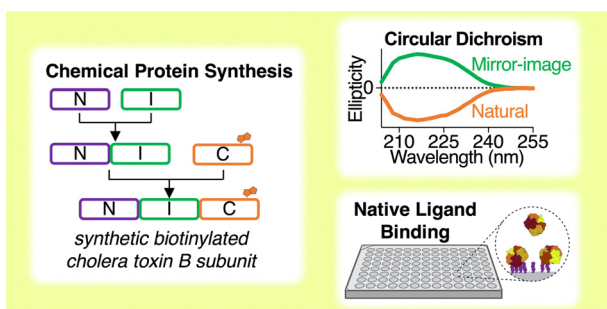 Chemical Protein Synthesis
N I
N I C
N I C
synthetic biotinylated
cholera toxin B subunit
Circular Dichroism
Mirror-image
Ellipticity
0
Natural
210 225 240 255
Wavelength (nm)
Native Ligand
Binding